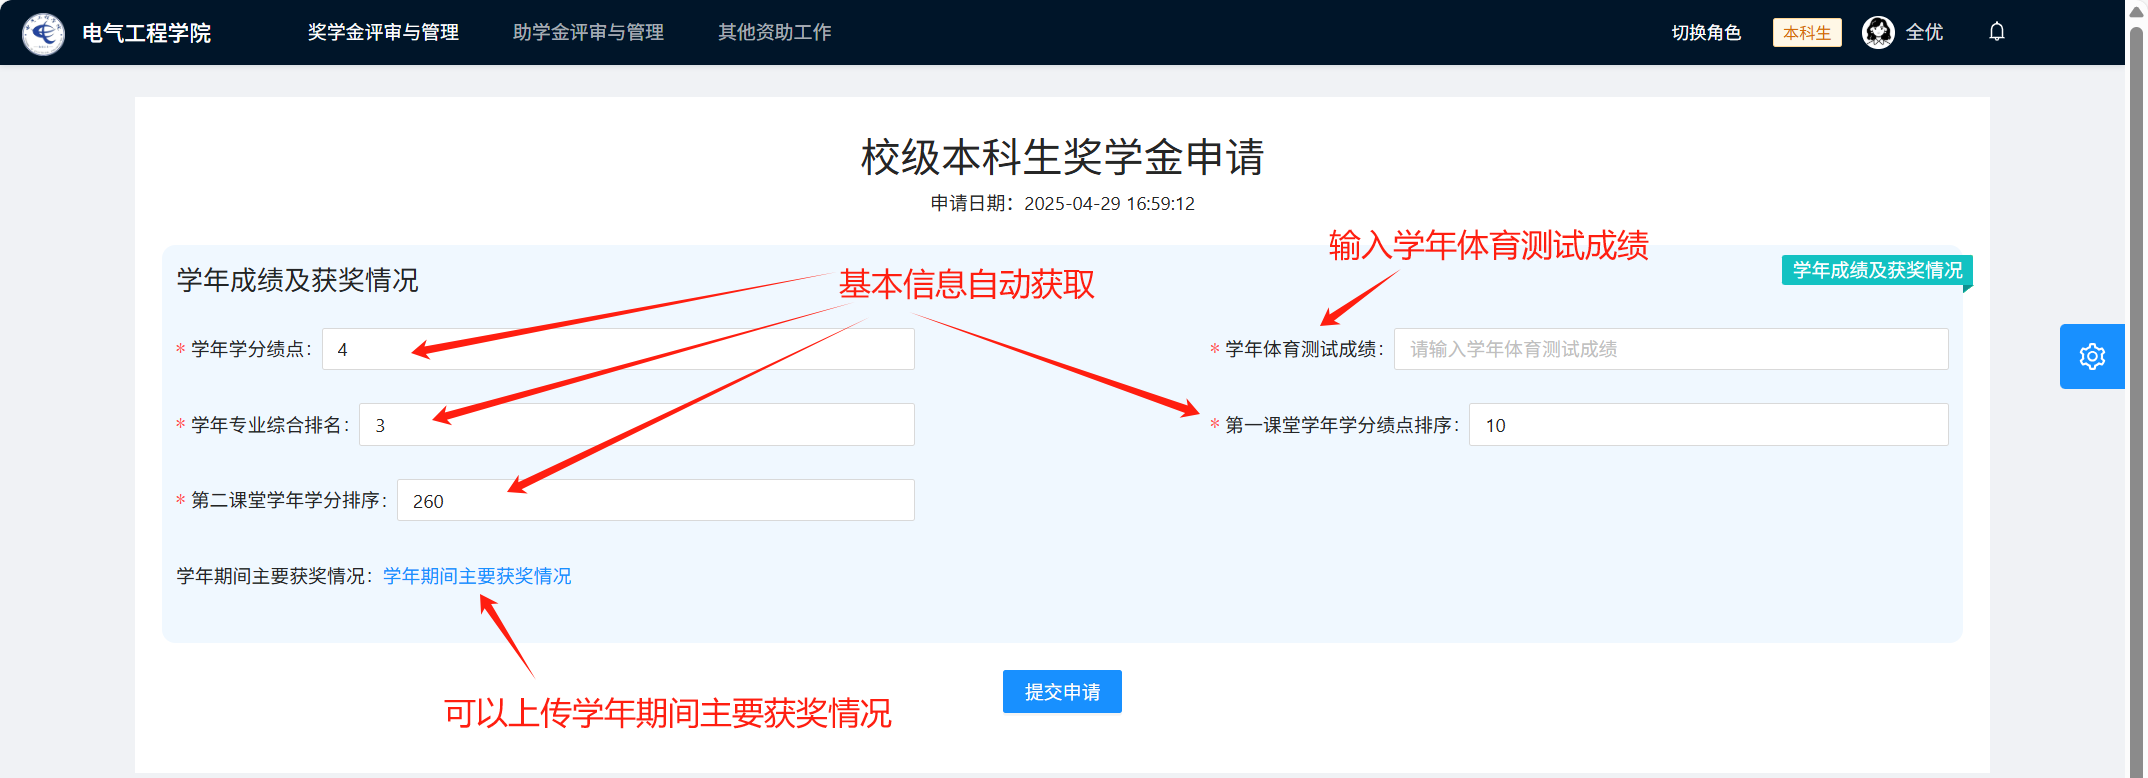 电气工程学院 奖学金评审与管理 助学金评审与管理 其他资助工作 切换角色 本科生 全优
校级本科生奖学金申请
申请日期：2025-04-29 16:59:12
输入学年体育测试成绩
学年成绩及获奖情况 基本信息自动获取 学年成绩及获奖情况
* 学年学分绩点： 4 * 学年体育测试成绩： 请输入学年体育测试成绩
* 学年专业综合排名： 3 * 第一课堂学年学分绩点排序： 10
* 第二课堂学年学分排序： 260
学年期间主要获奖情况：学年期间主要获奖情况
提交申请
可以上传学年期间主要获奖情况